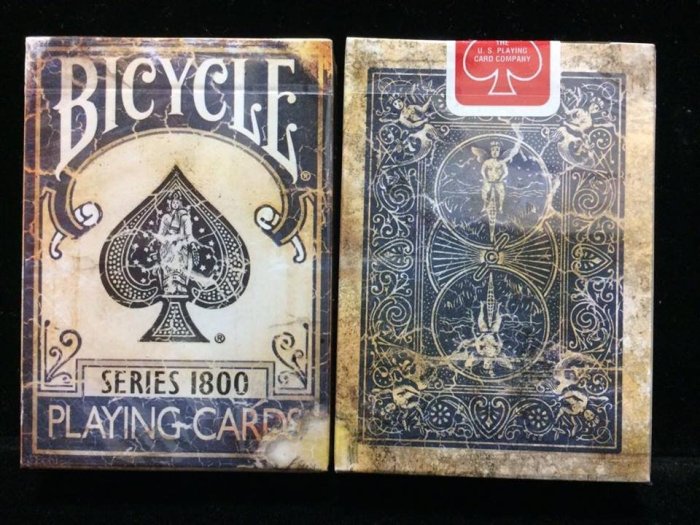 BICYCLE
®
®
SERIES 1800
PLAYING CARDS
THE
U.S. PLAYING
CARD COMPANY